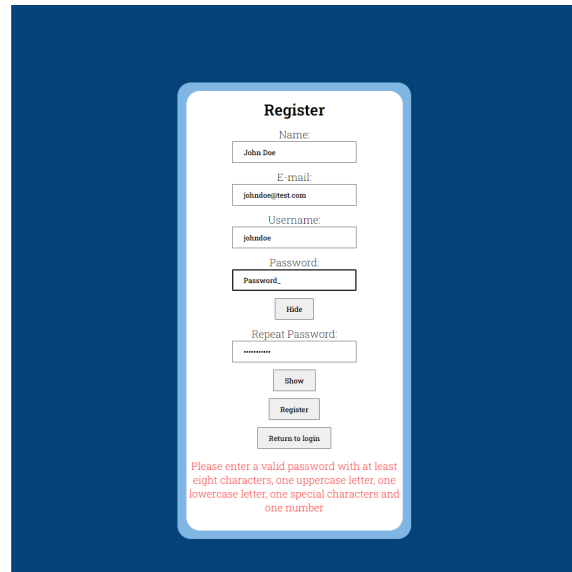 Register
Name:
John Doe
E-mail:
johndoe@test.com
Username:
johndoe
Password:
Password_
Hide
Repeat Password:
•••••••••••
Show
Register
Return to login
Please enter a valid password with at least
eight characters, one uppercase letter, one
lowercase letter, one special characters and
one number